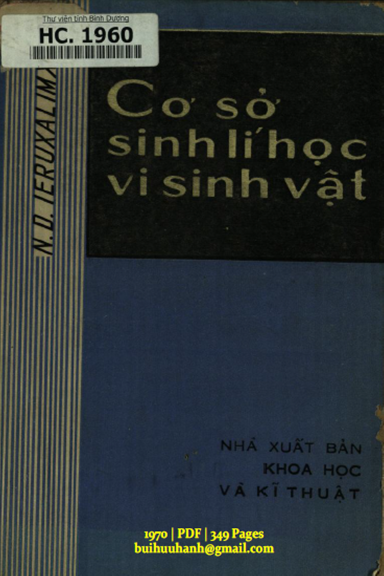 Thư viện tỉnh Bình Dương
HC. 1960
N. D. IERUXALIM
Cơ sở
sinh lí học
vi sinh vật
NHÀ XUẤT BẢN
KHOA HỌC
VÀ KĨ THUẬT
1970 | PDF | 349 Pages
buihuuhanh@gmail.com